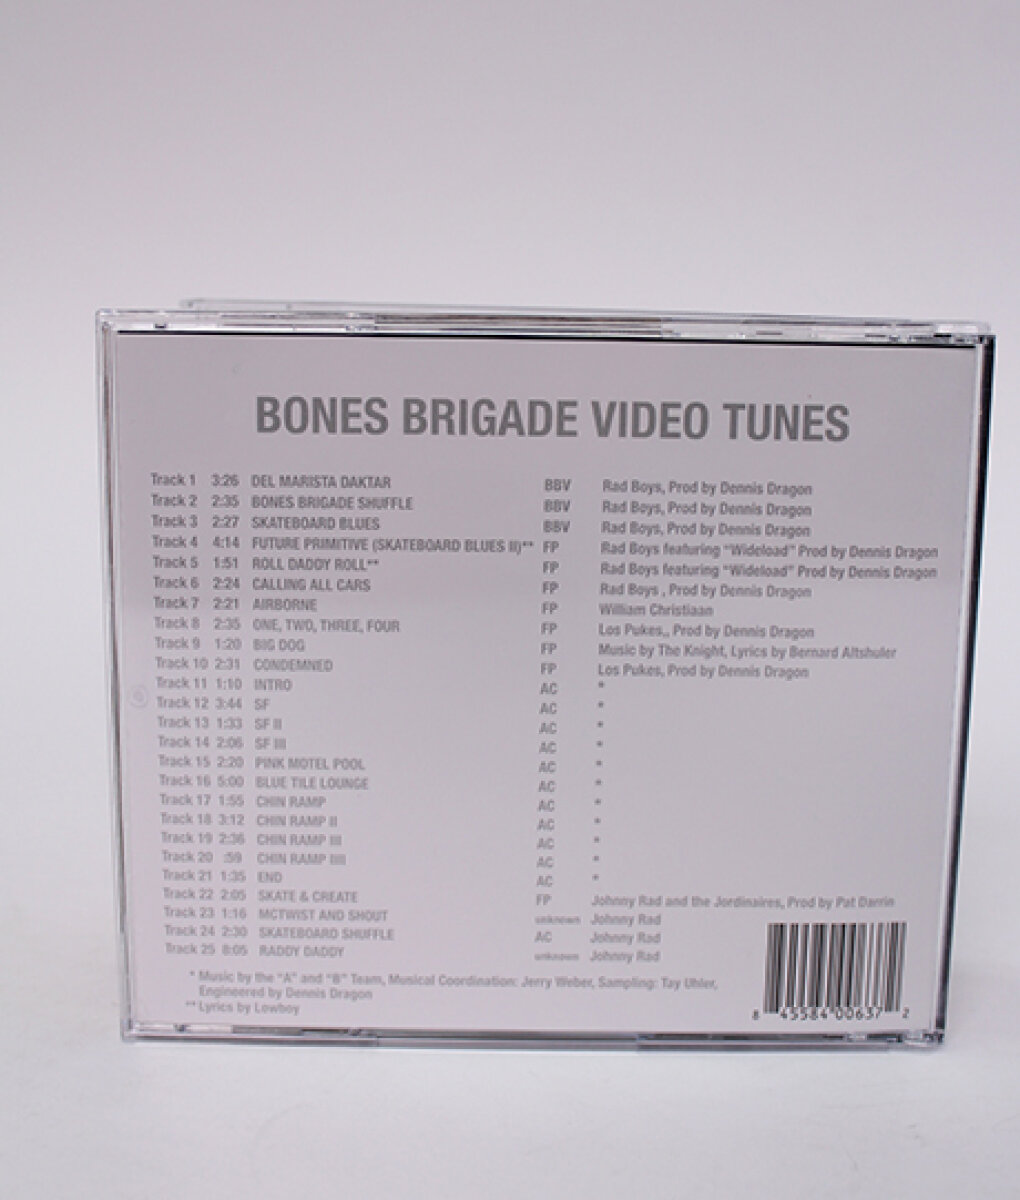 BONES BRIGADE VIDEO TUNES
Track 1 3:26 DEL MARISTA DAKTAR BBV Rad Boys, Prod by Dennis Dragon
Track 2 2:35 BONES BRIGADE SHUFFLE BBV Rad Boys, Prod by Dennis Dragon
Track 3 2:27 SKATEBOARD BLUES BBV Rad Boys, Prod by Dennis Dragon
Track 4 4:14 FUTURE PRIMITIVE (SKATEBOARD BLUES II)** FP Rad Boys featuring "Wideload" Prod by Dennis Dragon
Track 5 1:51 ROLL DADDY ROLL** FP Rad Boys featuring "Wideload" Prod by Dennis Dragon
Track 6 2:24 CALLING ALL CARS FP Rad Boys , Prod by Dennis Dragon
Track 7 2:21 AIRBORNE FP William Christiaan
Track 8 2:35 ONE, TWO, THREE, FOUR FP Los Pukes,, Prod by Dennis Dragon
Track 9 1:20 BIG DOG FP Music by The Knight, Lyrics by Bernard Altshuler
Track 10 2:31 CONDEMNED FP Los Pukes, Prod by Dennis Dragon
Track 11 1:10 INTRO AC *
Track 12 3:44 SF AC *
Track 13 1:33 SF II AC *
Track 14 2:06 SF III AC *
Track 15 2:20 PINK MOTEL POOL AC *
Track 16 5:00 BLUE TILE LOUNGE AC *
Track 17 1:55 CHIN RAMP AC *
Track 18 3:12 CHIN RAMP II AC *
Track 19 2:36 CHIN RAMP III AC *
Track 20 :59 CHIN RAMP IIII AC *
Track 21 1:35 END AC *
Track 22 2:05 SKATE & CREATE FP Johnny Rad and the Jordinaires, Prod by Pat Darrin
Track 23 1:16 MCTWIST AND SHOUT unknown Johnny Rad
Track 24 2:30 SKATEBOARD SHUFFLE AC Johnny Rad
Track 25 8:05 RADDY DADDY unknown Johnny Rad
* Music by the "A" and "B" Team, Musical Coordination: Jerry Weber, Sampling: Tay Uhler,
Engineered by Dennis Dragon
** Lyrics by Lowboy
8 45584 00637 2